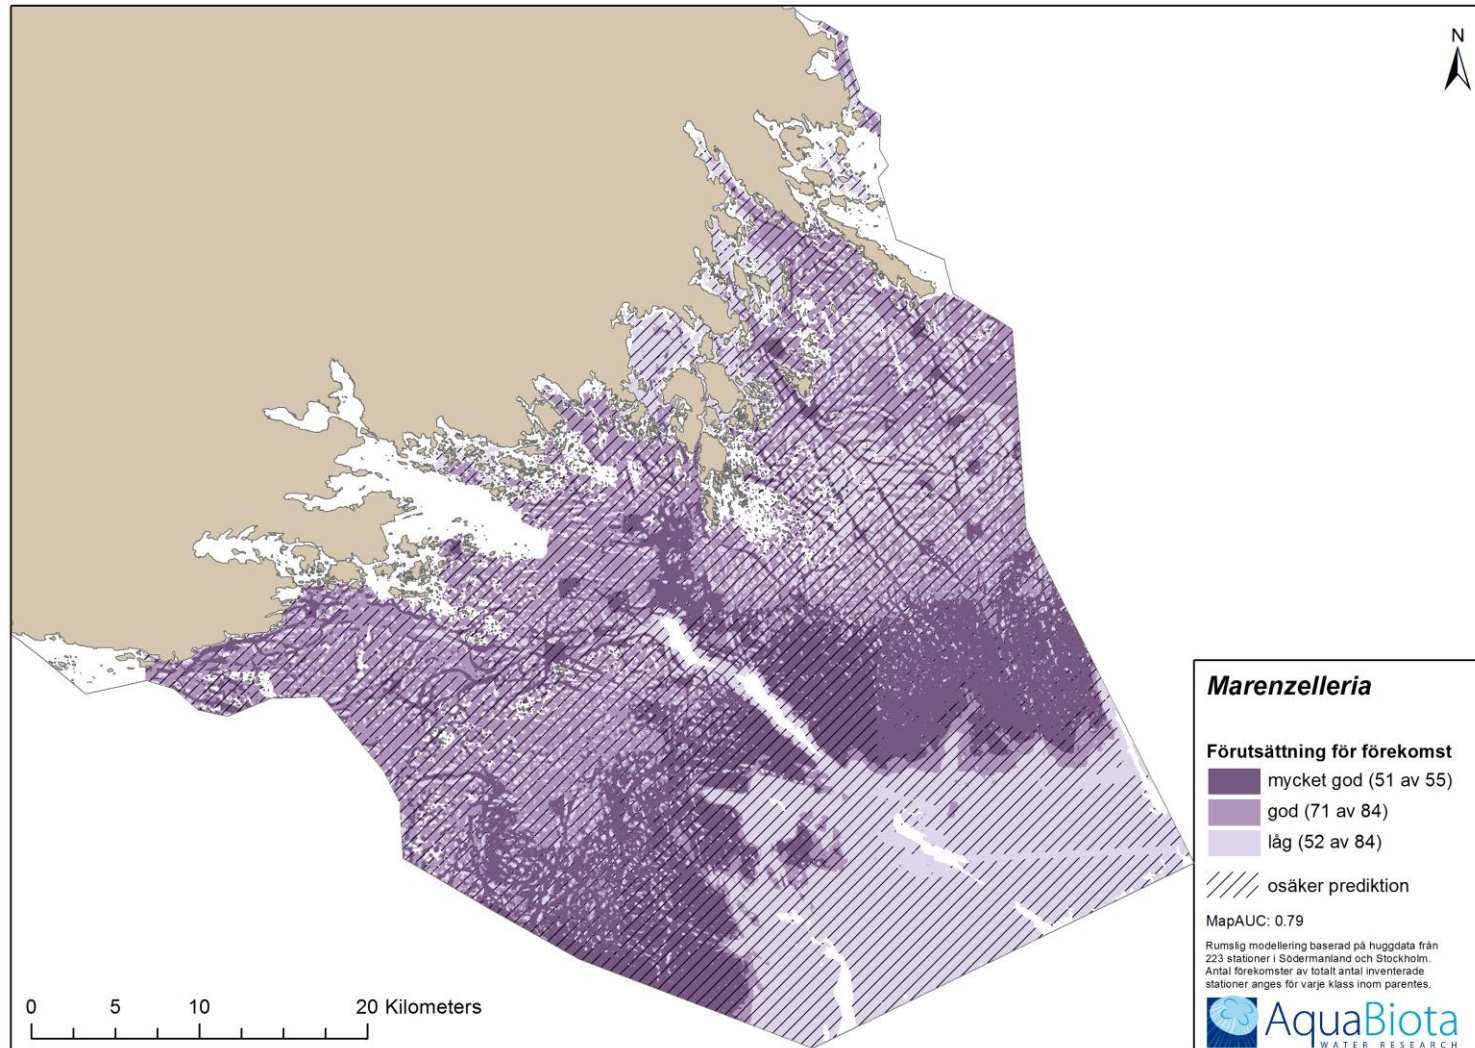 N
Marenzelleria
Förutsättning för förekomst
mycket god (51 av 55)
god (71 av 84)
låg (52 av 84)
osäker prediktion
MapAUC: 0.79
Rumslig modellering baserad på huggdata från
223 stationer i Södermanland och Stockholm.
Antal förekomster av totalt antal inventerade
stationer anges för varje klass inom parentes.
AquaBiota
WATER RESEARCH
0 5 10 20 Kilometers